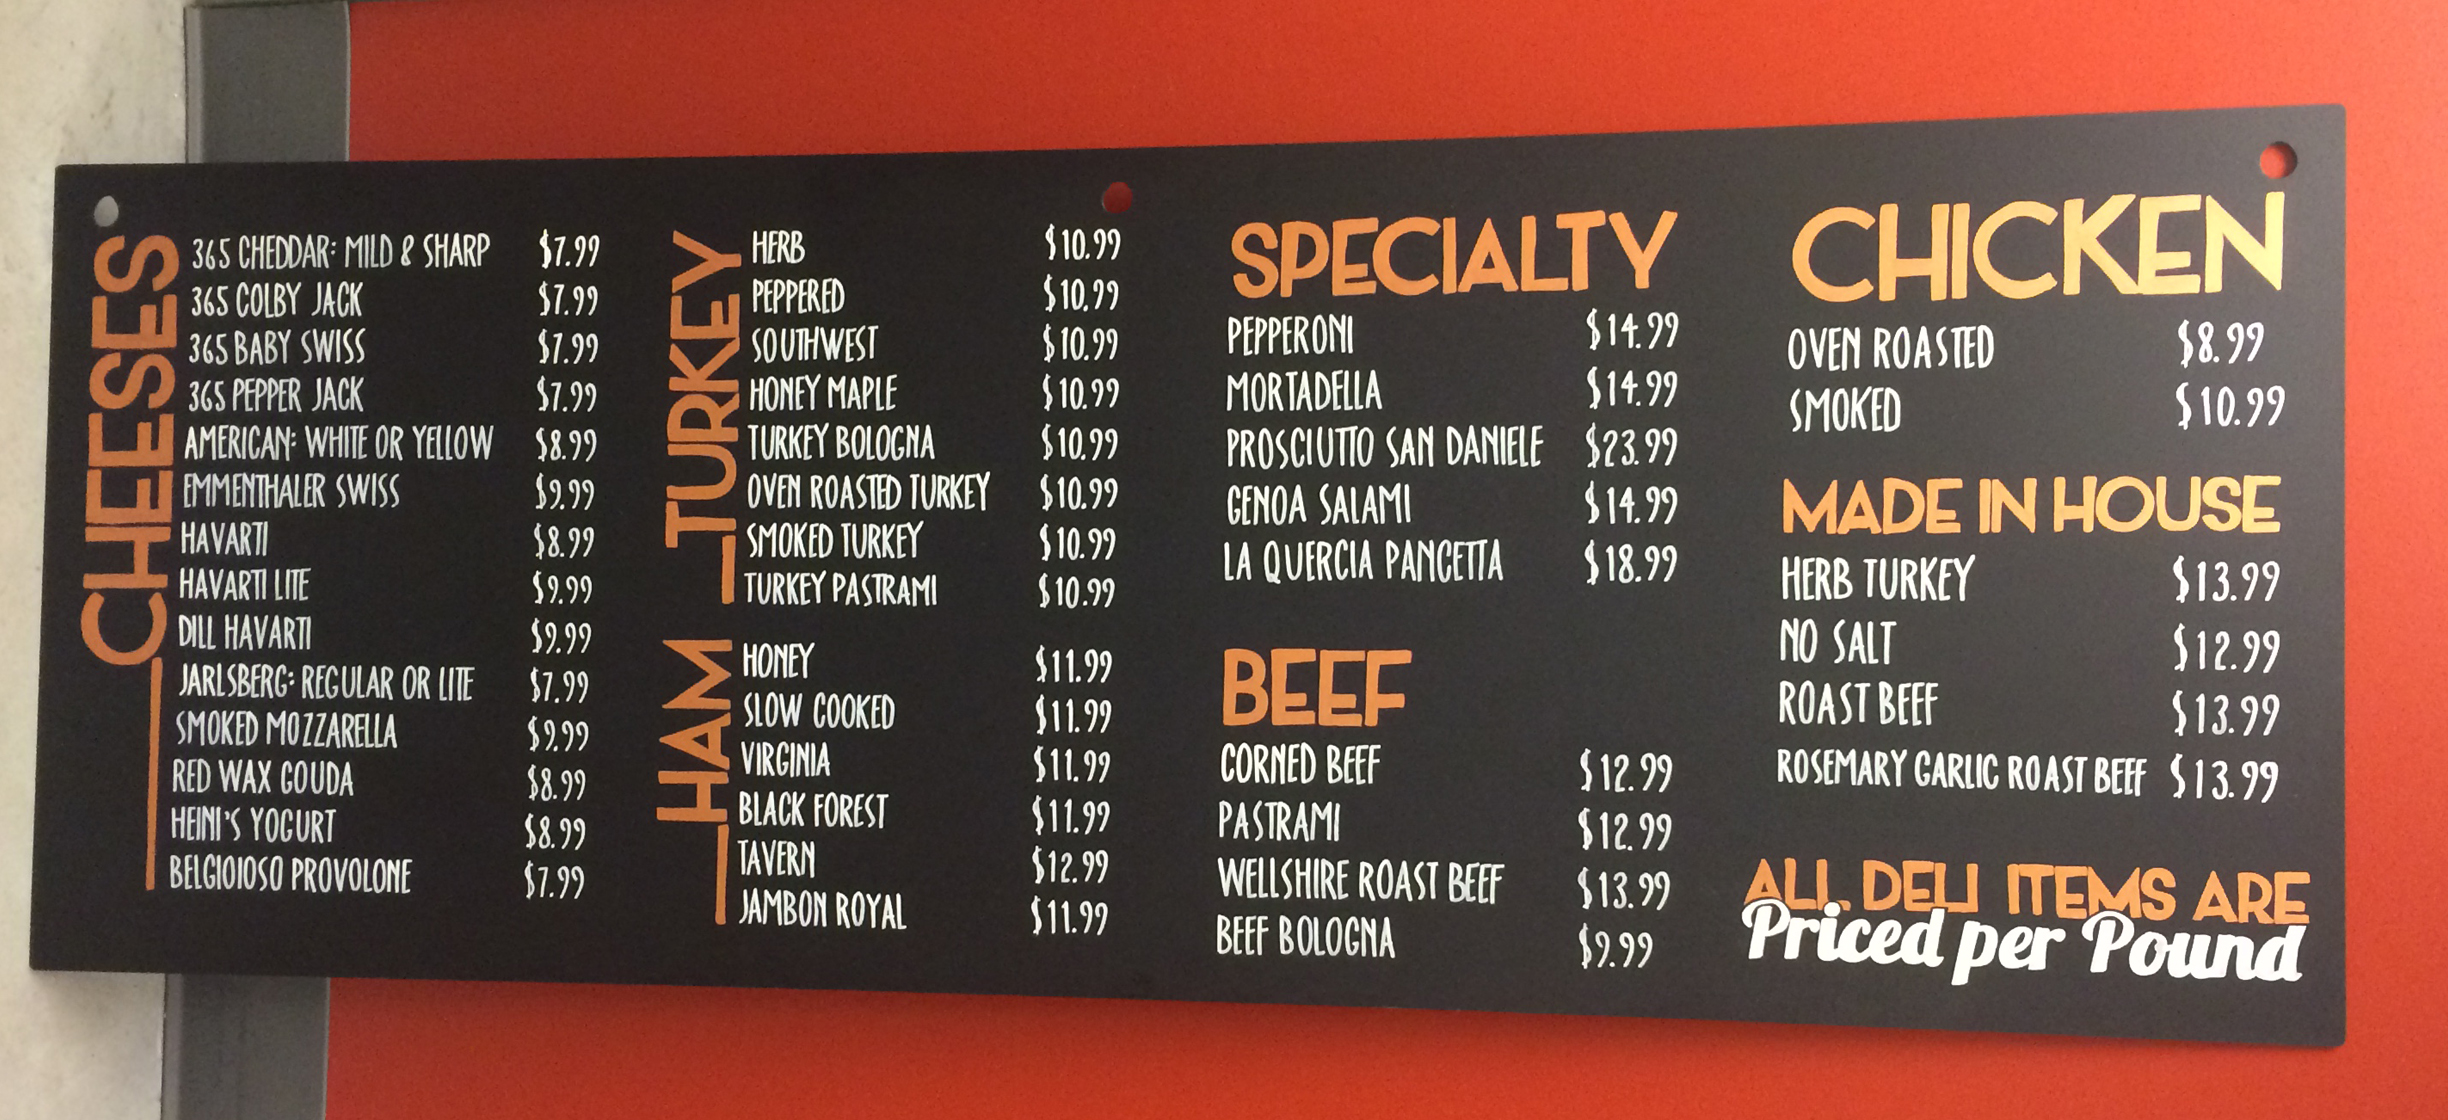 CHEESES
365 CHEDDAR: MILD & SHARP $7.99
365 COLBY JACK $7.99
365 BABY SWISS $7.99
365 PEPPER JACK $7.99
AMERICAN: WHITE OR YELLOW $8.99
EMMENTHALER SWISS $9.99
HAVARTI $8.99
HAVARTI LITE $9.99
DILL HAVARTI $9.99
JARLSBERG: REGULAR OR LITE $7.99
SMOKED MOZZARELLA $9.99
RED WAX GOUDA $8.99
HEINI'S YOGURT $8.99
BELGIOIOSO PROVOLONE $7.99
TURKEY
HERB $10.99
PEPPERED $10.99
SOUTHWEST $10.99
HONEY MAPLE $10.99
TURKEY BOLOGNA $10.99
OVEN ROASTED TURKEY $10.99
SMOKED TURKEY $10.99
TURKEY PASTRAMI $10.99
HAM
HONEY $11.99
SLOW COOKED $11.99
VIRGINIA $11.99
BLACK FOREST $11.99
TAVERN $12.99
JAMBON ROYAL $11.99
SPECIALTY
PEPPERONI $14.99
MORTADELLA $14.99
PROSCIUTTO SAN DANIELE $23.99
GENOA SALAMI $14.99
LA QUERCIA PANCETTA $18.99
BEEF
CORNED BEEF $12.99
PASTRAMI $12.99
WELLSHIRE ROAST BEEF $13.99
BEEF BOLOGNA $9.99
CHICKEN
OVEN ROASTED $8.99
SMOKED $10.99
MADE IN HOUSE
HERB TURKEY $13.99
NO SALT $12.99
ROAST BEEF $13.99
ROSEMARY GARLIC ROAST BEEF $13.99
ALL DELI ITEMS ARE
Priced per Pound